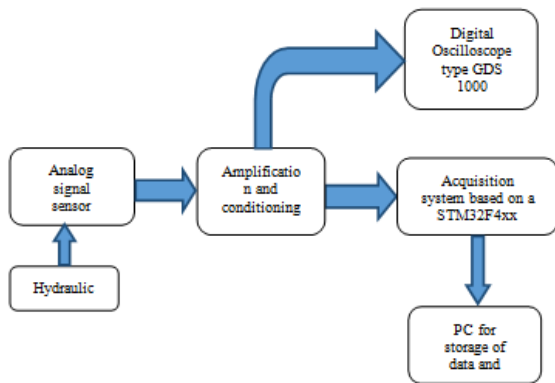 Digital
Oscilloscope
type GDS
1000
Analog
signal
sensor
Amplificatio
n and
conditioning
Acquisition
system based on a
STM32F4xx
Hydraulic
PC for
storage of
data and